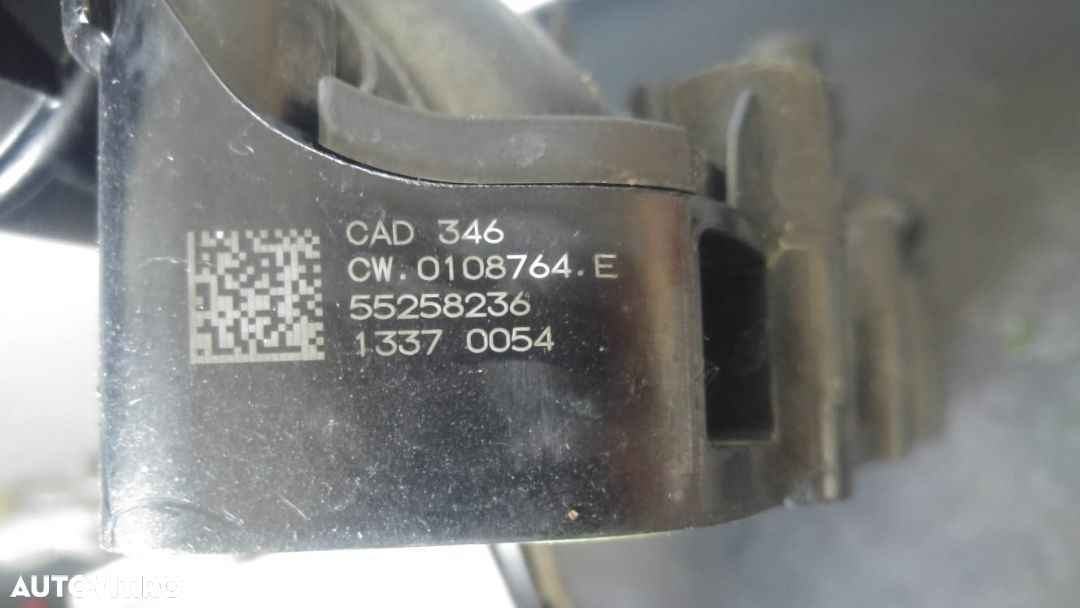 CAD 346
CW.0108764.E
55258236
1337 0054
AUTOVIT.RO